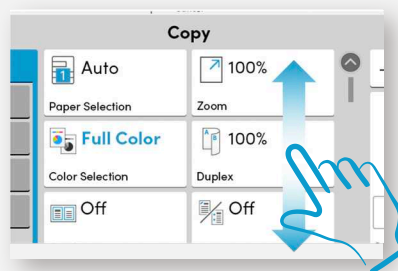 Copy
Auto
100%
Paper Selection
Zoom
Full Color
100%
Color Selection
Duplex
Off
Off